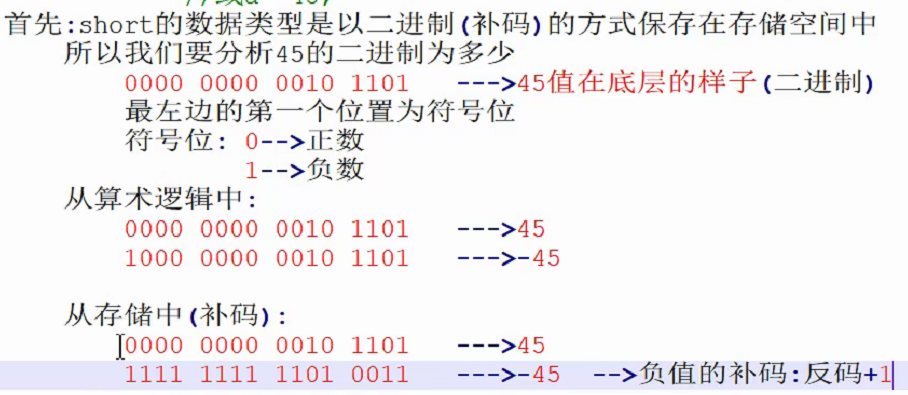 首先:short的数据类型是以二进制(补码)的方式保存在存储空间中
所以我们要分析45的二进制为多少
0000 0000 0010 1101 --->45值在底层的样子(二进制)
最左边的第一个位置为符号位
符号位: 0-->正数
1-->负数
从算术逻辑中:
0000 0000 0010 1101 --->45
1000 0000 0010 1101 --->-45
从存储中(补码):
0000 0000 0010 1101 --->45
1111 1111 1101 0011 --->-45 -->负值的补码:反码+1